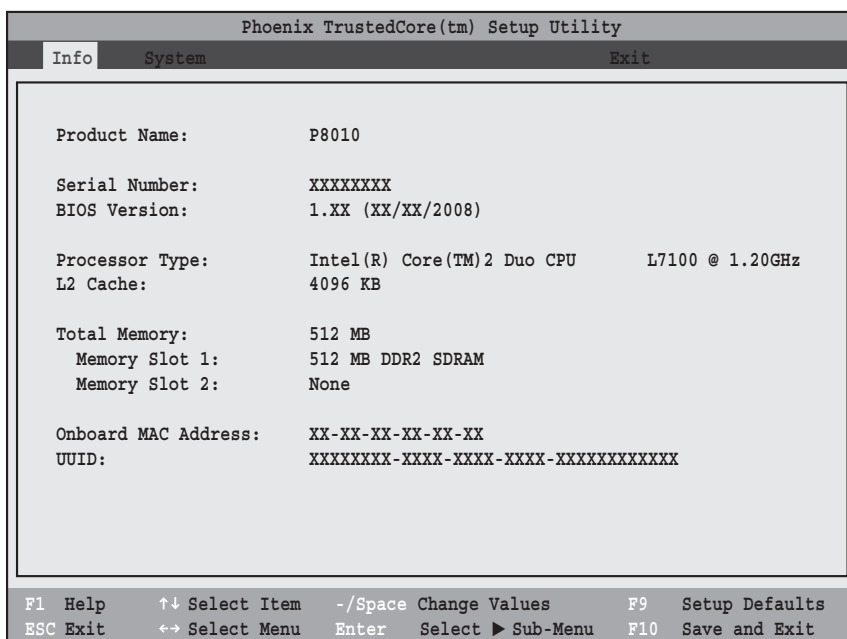 Phoenix TrustedCore(tm) Setup Utility
Info System Exit
Product Name: P8010
Serial Number: XXXXXXXX
BIOS Version: 1.XX (XX/XX/2008)
Processor Type: Intel(R) Core(TM)2 Duo CPU L7100 @ 1.20GHz
L2 Cache: 4096 KB
Total Memory: 512 MB
Memory Slot 1: 512 MB DDR2 SDRAM
Memory Slot 2: None
Onboard MAC Address: XX-XX-XX-XX-XX-XX
UUID: XXXXXXXX-XXXX-XXXX-XXXX-XXXXXXXXXXXX
F1 Help ↑↓ Select Item -/Space Change Values F9 Setup Defaults
ESC Exit ←→ Select Menu Enter Select ▶ Sub-Menu F10 Save and Exit